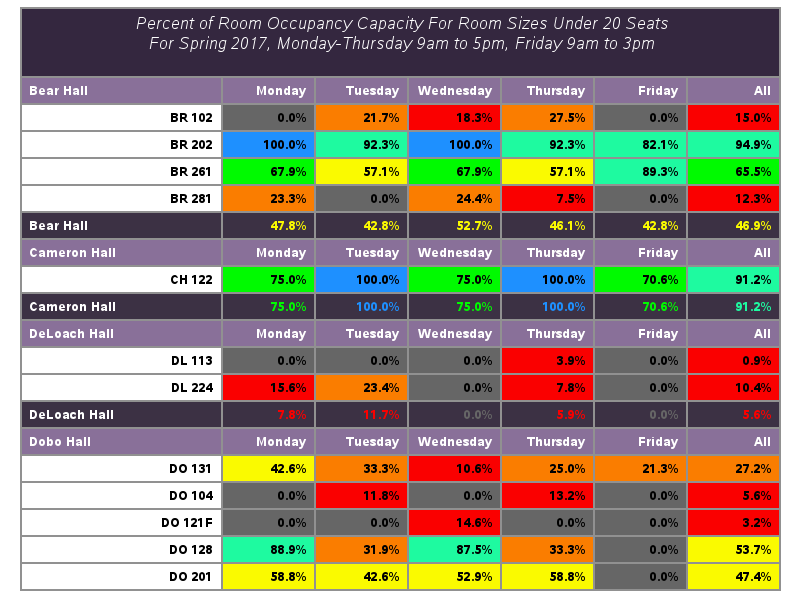 Percent of Room Occupancy Capacity For Room Sizes Under 20 Seats
For Spring 2017, Monday-Thursday 9am to 5pm, Friday 9am to 3pm
Bear Hall Monday Tuesday Wednesday Thursday Friday All
BR 102 0.0% 21.7% 18.3% 27.5% 0.0% 15.0%
BR 202 100.0% 92.3% 100.0% 92.3% 82.1% 94.9%
BR 261 67.9% 57.1% 67.9% 57.1% 89.3% 65.5%
BR 281 23.3% 0.0% 24.4% 7.5% 0.0% 12.3%
Bear Hall 47.8% 42.8% 52.7% 46.1% 42.8% 46.9%
Cameron Hall Monday Tuesday Wednesday Thursday Friday All
CH 122 75.0% 100.0% 75.0% 100.0% 70.6% 91.2%
Cameron Hall 75.0% 100.0% 75.0% 100.0% 70.6% 91.2%
DeLoach Hall Monday Tuesday Wednesday Thursday Friday All
DL 113 0.0% 0.0% 0.0% 3.9% 0.0% 0.9%
DL 224 15.6% 23.4% 0.0% 7.8% 0.0% 10.4%
DeLoach Hall 7.8% 11.7% 0.0% 5.9% 0.0% 5.6%
Dobo Hall Monday Tuesday Wednesday Thursday Friday All
DO 131 42.6% 33.3% 10.6% 25.0% 21.3% 27.2%
DO 104 0.0% 11.8% 0.0% 13.2% 0.0% 5.6%
DO 121F 0.0% 0.0% 14.6% 0.0% 0.0% 3.2%
DO 128 88.9% 31.9% 87.5% 33.3% 0.0% 53.7%
DO 201 58.8% 42.6% 52.9% 58.8% 0.0% 47.4%